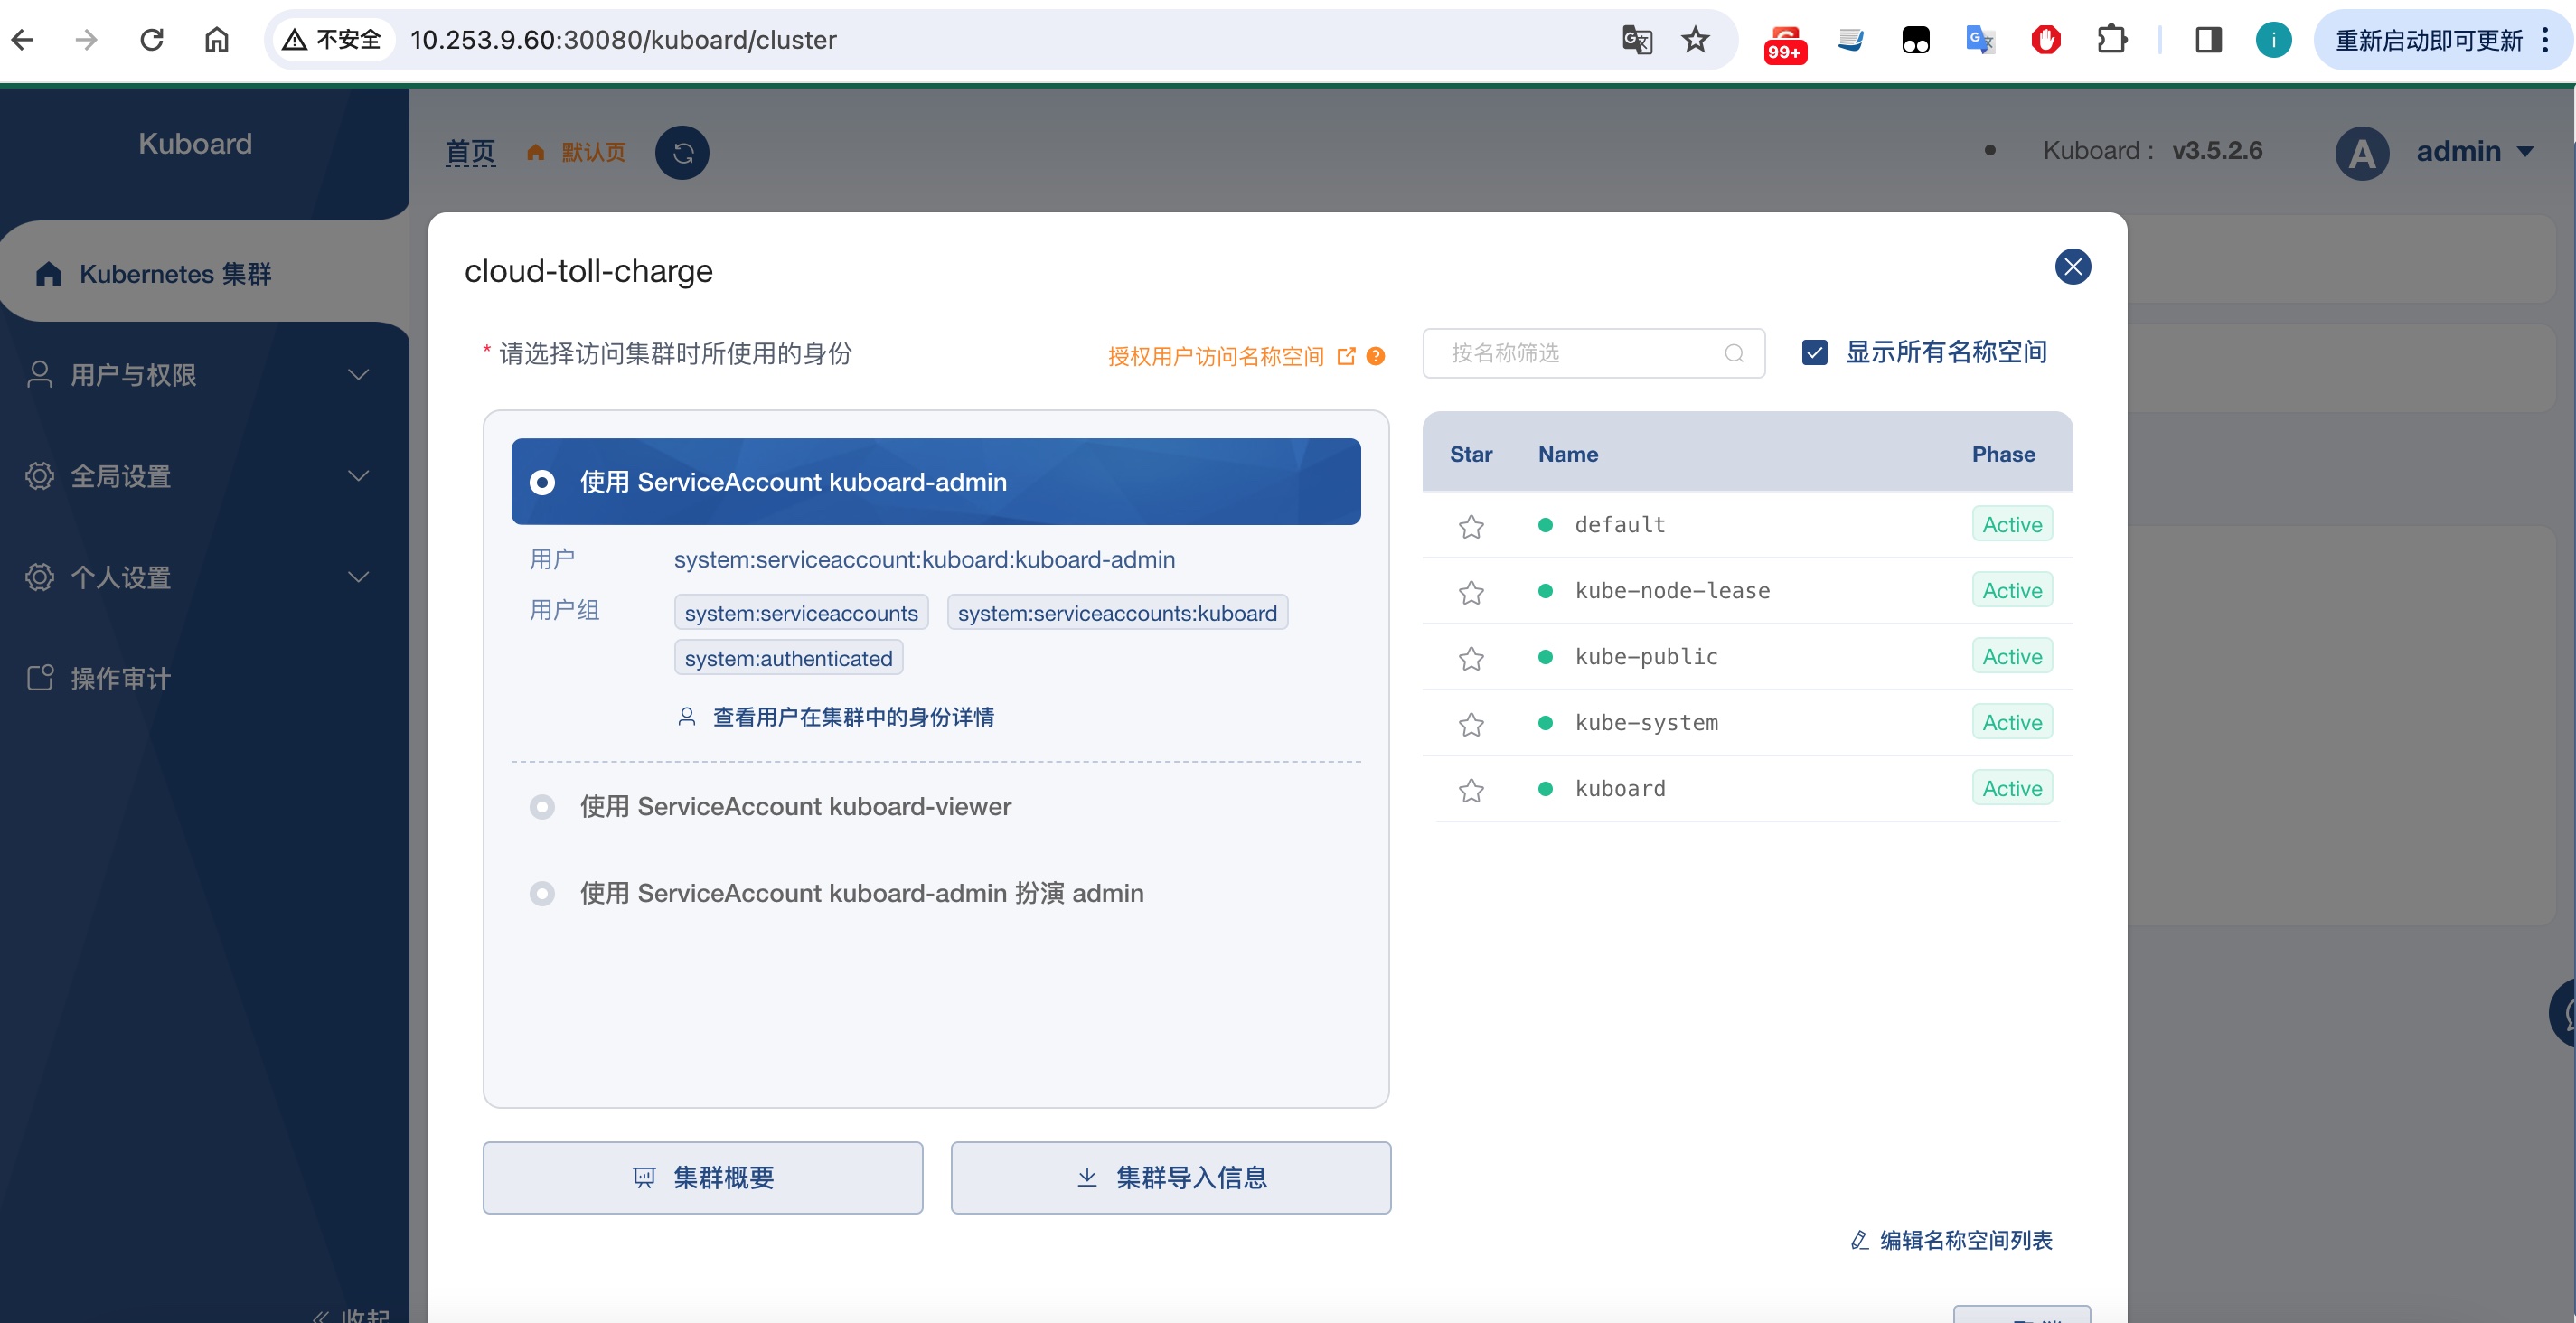 不安全 10.253.9.60:30080/kuboard/cluster 99+ i 重新启动即可更新
Kuboard
首页 默认页 Kuboard : v3.5.2.6 A admin
Kubernetes 集群
用户与权限
全局设置
个人设置
操作审计
收起
cloud-toll-charge
* 请选择访问集群时所使用的身份 授权用户访问名称空间 ?
按名称筛选 显示所有名称空间
使用 ServiceAccount kuboard-admin
用户 system:serviceaccount:kuboard:kuboard-admin
用户组 system:serviceaccounts system:serviceaccounts:kuboard
system:authenticated
查看用户在集群中的身份详情
使用 ServiceAccount kuboard-viewer
使用 ServiceAccount kuboard-admin 扮演 admin
集群概要 集群导入信息
Star Name Phase
default Active
kube-node-lease Active
kube-public Active
kube-system Active
kuboard Active
编辑名称空间列表